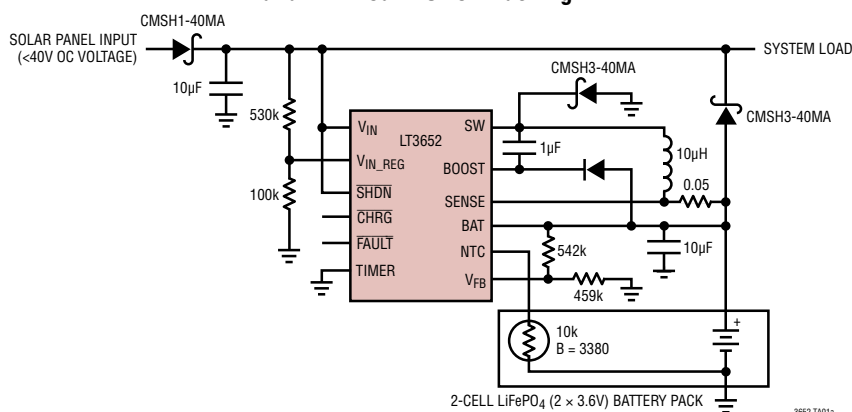 CMSH1-40MA
SOLAR PANEL INPUT
(<40V OC VOLTAGE)
SYSTEM LOAD
10µF
530k
100k
CMSH3-40MA
CMSH3-40MA
LT3652
VIN
VIN_REG
SHDN
CHRG
FAULT
TIMER
SW
BOOST
SENSE
BAT
NTC
VFB
1µF
10µH
0.05
542k
10µF
459k
10k
B = 3380
+
2-CELL LiFePO4 (2 × 3.6V) BATTERY PACK
3652 TA01a